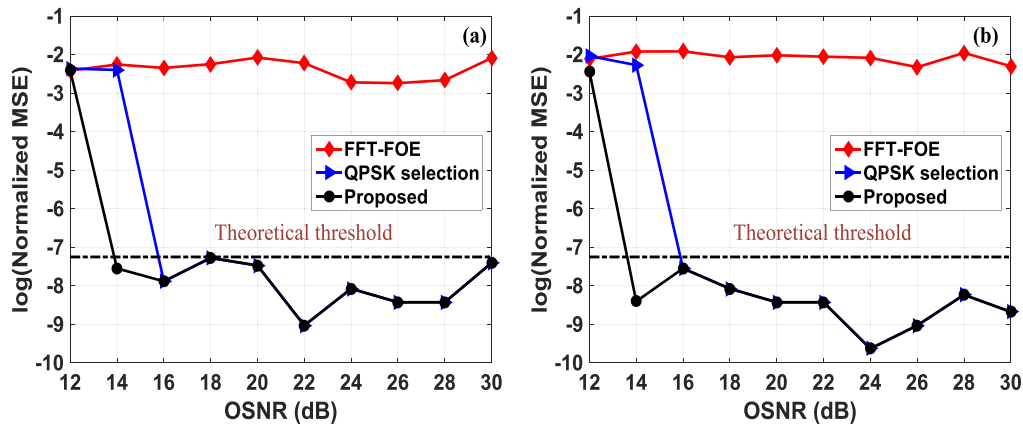 -1
-2
-3
-4
-5
-6
-7
-8
-9
-10
log(Normalized MSE)
(a)
FFT-FOE
QPSK selection
Proposed
Theoretical threshold
12 14 16 18 20 22 24 26 28 30
OSNR (dB)
-1
-2
-3
-4
-5
-6
-7
-8
-9
-10
log(Normalized MSE)
(b)
FFT-FOE
QPSK selection
Proposed
Theoretical threshold
12 14 16 18 20 22 24 26 28 30
OSNR (dB)